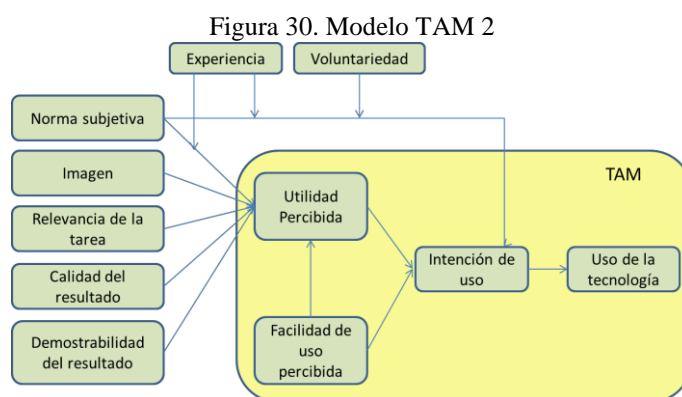 Figura 30. Modelo TAM 2
Experiencia
Voluntariedad
Norma subjetiva
Imagen
Relevancia de la
tarea
Calidad del
resultado
Demostrabilidad
del resultado
TAM
Utilidad
Percibida
Intención de
uso
Uso de la
tecnología
Facilidad de
uso
percibida